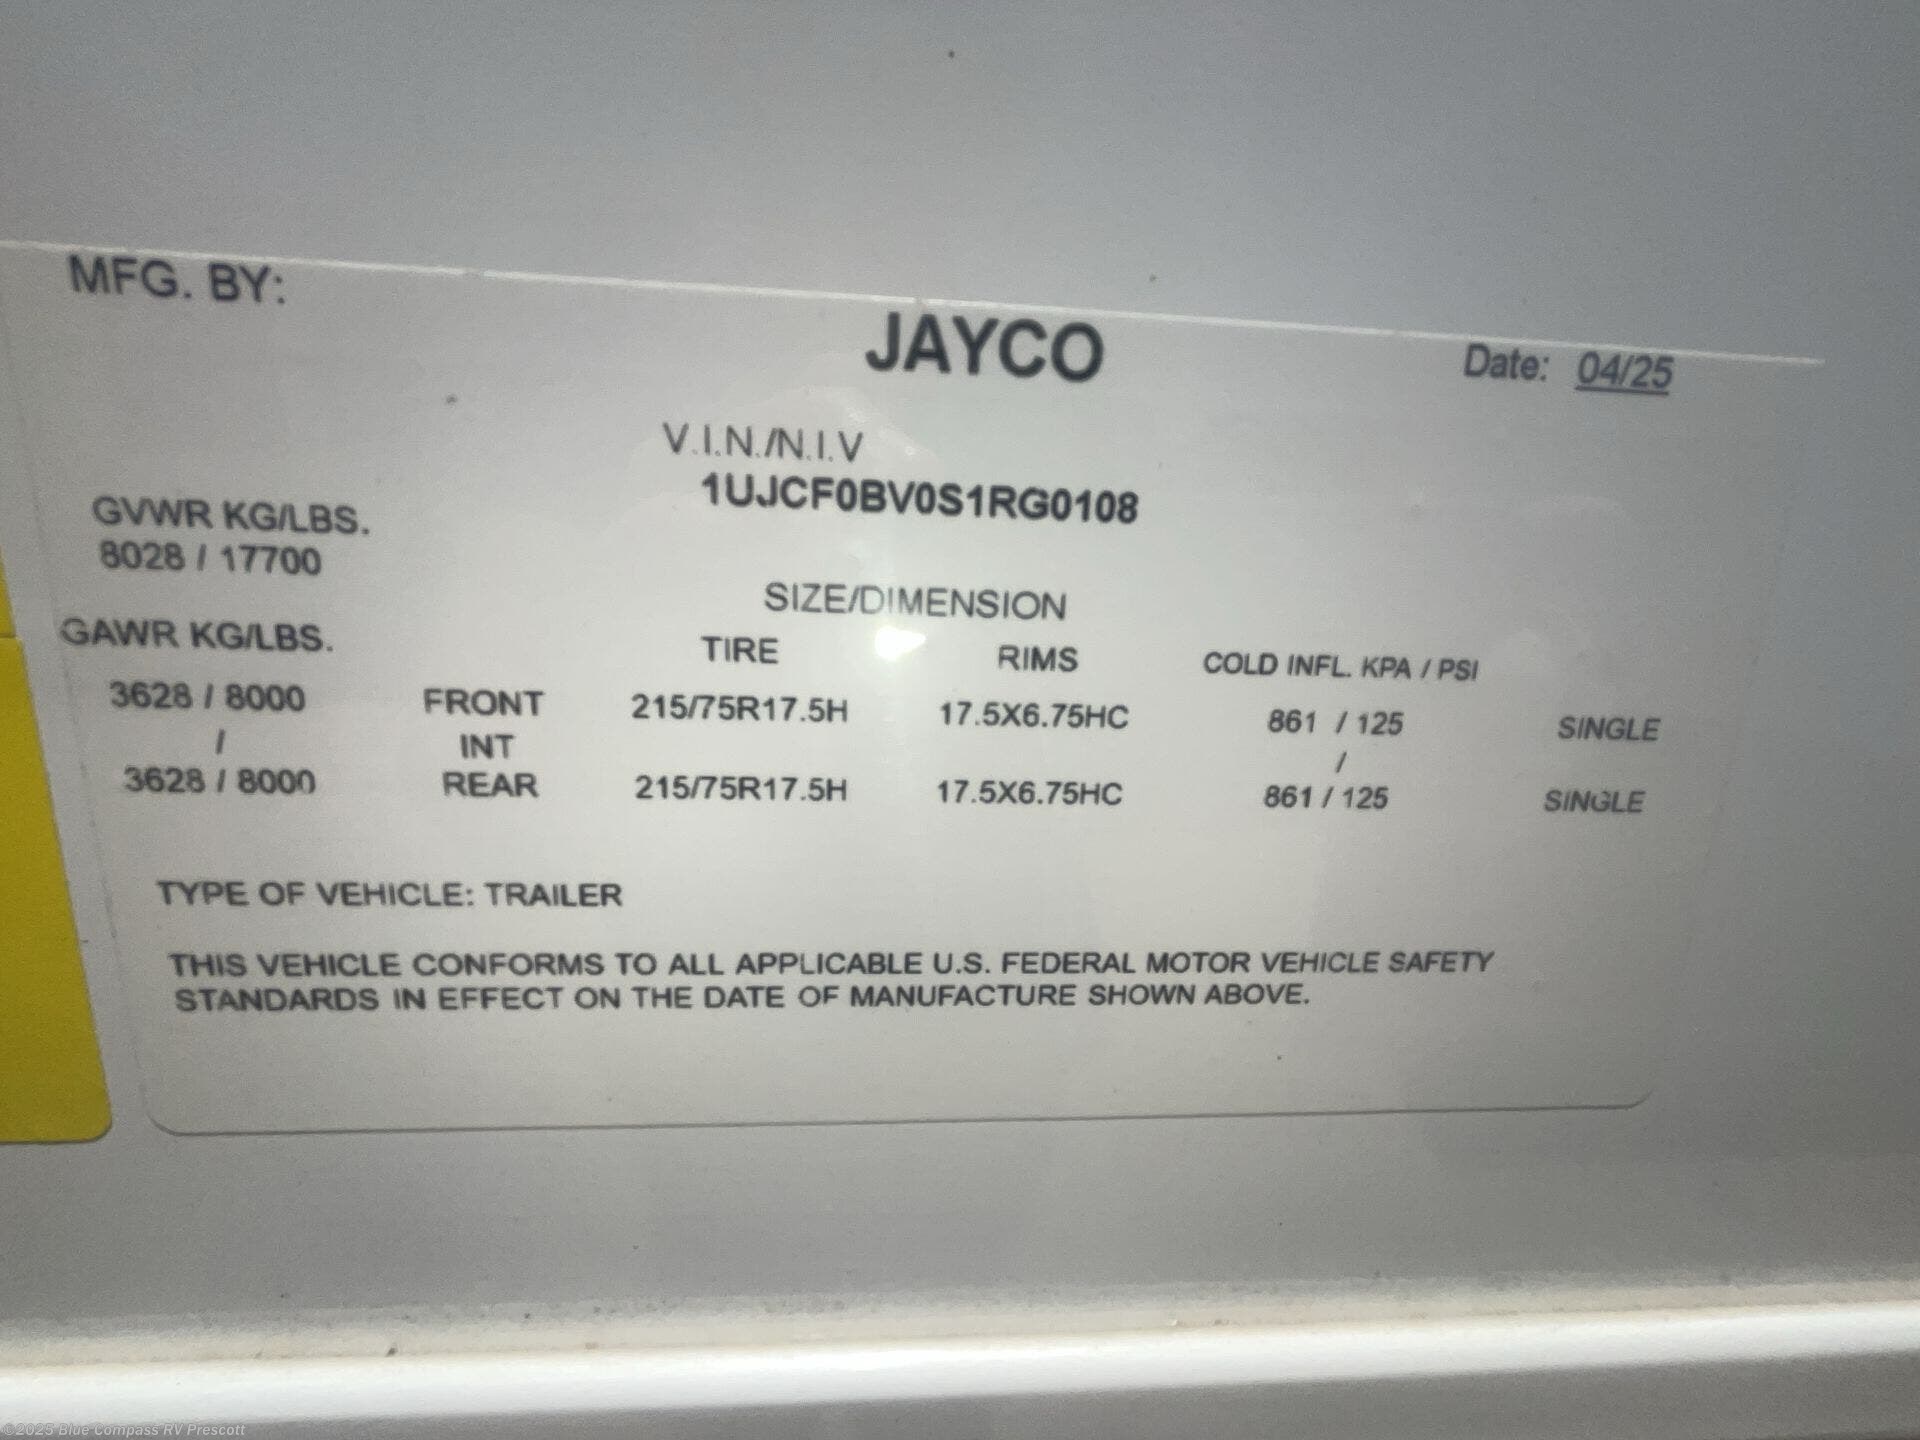 MFG. BY:
JAYCO
Date: 04/25
V.I.N./N.I.V
1UJCF0BV0S1RG0108
GVWR KG/LBS.
8028 / 17700
SIZE/DIMENSION
GAWR KG/LBS. TIRE RIMS COLD INFL. KPA / PSI
3628 / 8000 FRONT 215/75R17.5H 17.5X6.75HC 861 / 125 SINGLE
/ INT /
3628 / 8000 REAR 215/75R17.5H 17.5X6.75HC 861 / 125 SINGLE
TYPE OF VEHICLE: TRAILER
THIS VEHICLE CONFORMS TO ALL APPLICABLE U.S. FEDERAL MOTOR VEHICLE SAFETY
STANDARDS IN EFFECT ON THE DATE OF MANUFACTURE SHOWN ABOVE.
©2025 Blue Compass RV Prescott